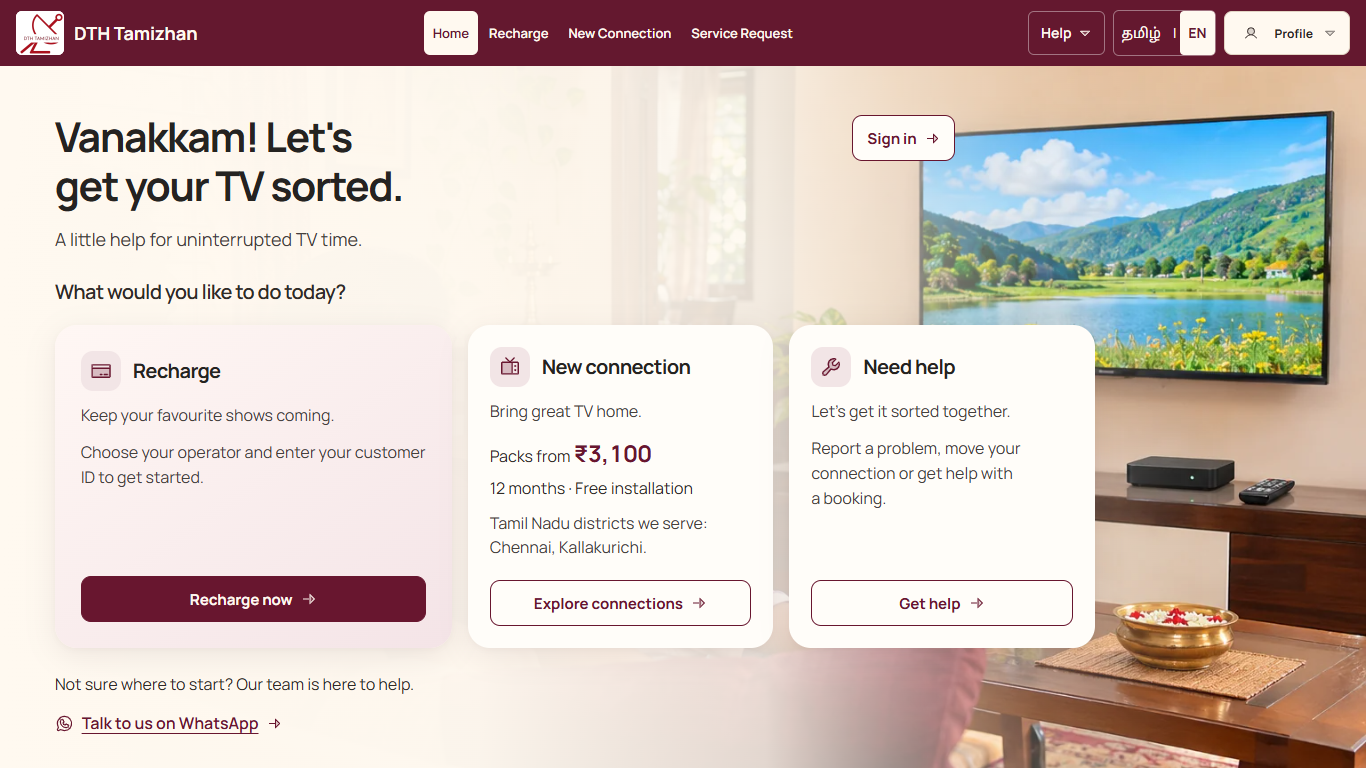 DTH TAMIZHAN
DTH Tamizhan
Home
Recharge
New Connection
Service Request
Help
தமிழ் | EN
Profile
Vanakkam! Let's
get your TV sorted.
Sign in
A little help for uninterrupted TV time.
What would you like to do today?
Recharge
Keep your favourite shows coming.
Choose your operator and enter your customer
ID to get started.
Recharge now
New connection
Bring great TV home.
Packs from ₹3,100
12 months · Free installation
Tamil Nadu districts we serve:
Chennai, Kallakurichi.
Explore connections
Need help
Let's get it sorted together.
Report a problem, move your
connection or get help with
a booking.
Get help
Not sure where to start? Our team is here to help.
Talk to us on WhatsApp